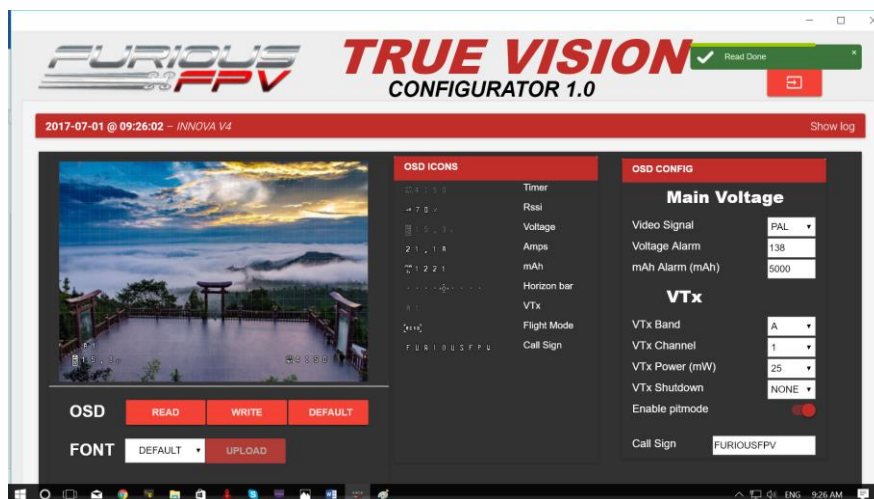 FURIOUS
FPV
TRUE VISION
CONFIGURATOR 1.0
Read Done
2017-07-01 @ 09:26:02 – INNOVA V4
Show log
OSD ICONS
Timer
Rssi
Voltage
21.1A Amps
1221 mAh
Horizon bar
VTx
Flight Mode
FURIOUSFPV Call Sign
OSD CONFIG
Main Voltage
Video Signal PAL
Voltage Alarm 138
mAh Alarm (mAh) 5000
VTx
VTx Band A
VTx Channel 1
VTx Power (mW) 25
VTx Shutdown NONE
Enable pitmode
Call Sign FURIOUSFPV
OSD READ WRITE DEFAULT
FONT DEFAULT UPLOAD
ENG 9:26 AM